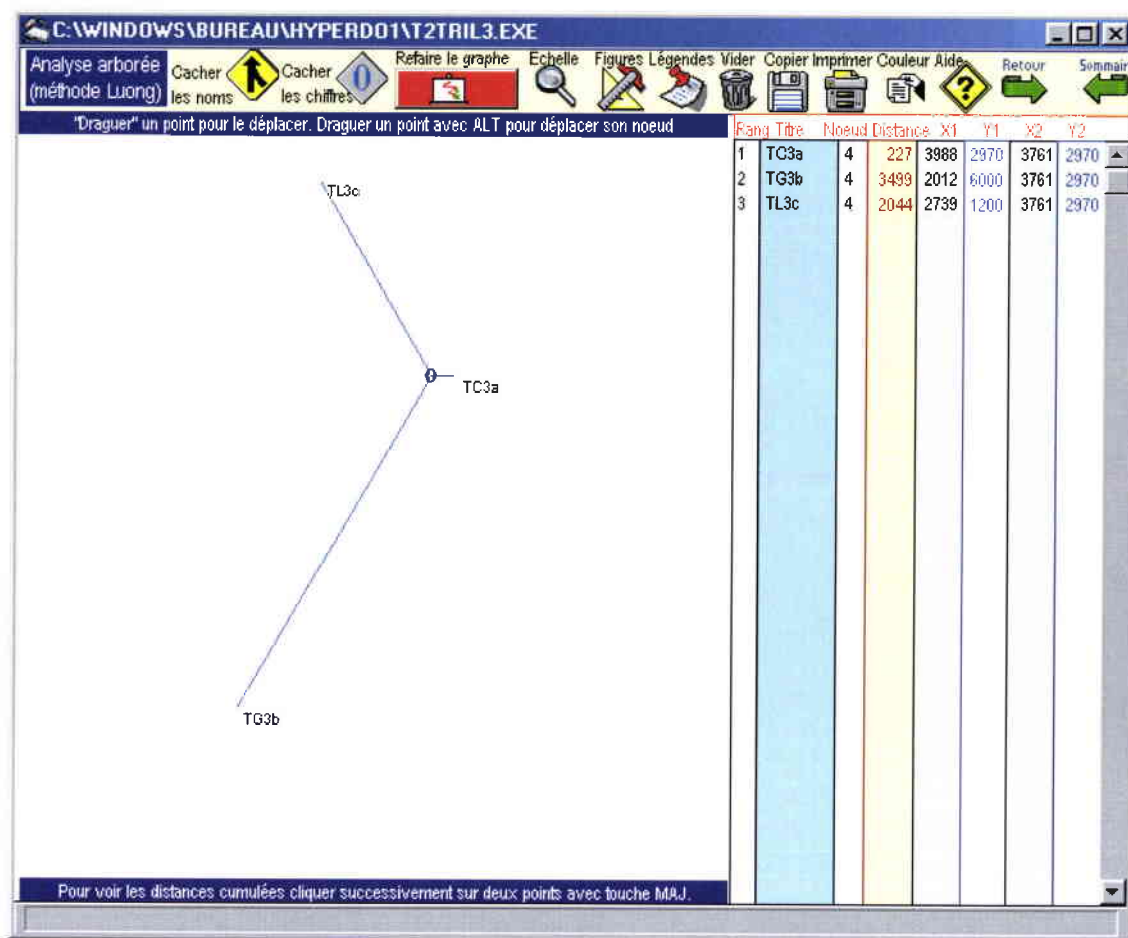 C:\WINDOWS\BUREAU\HYPERDO1\T2TRIL3.EXE
Analyse arborée
(méthode Luong)
Cacher
les noms
Cacher
les chiffres
0
Refaire le graphe
Echelle
Figures
Légendes
Vider
Copier
Imprimer
Couleur
Aide
?
Retour
Sommair
"Draguer" un point pour le déplacer. Draguer un point avec ALT pour déplacer son noeud
Rang Titre Noeud Distance X1 Y1 X2 Y2
1 TC3a 4 227 3988 2970 3761 2970
2 TG3b 4 3499 2012 6000 3761 2970
3 TL3c 4 2044 2739 1200 3761 2970
TL3c
TC3a
TG3b
Pour voir les distances cumulées cliquer successivement sur deux points avec touche MAJ.